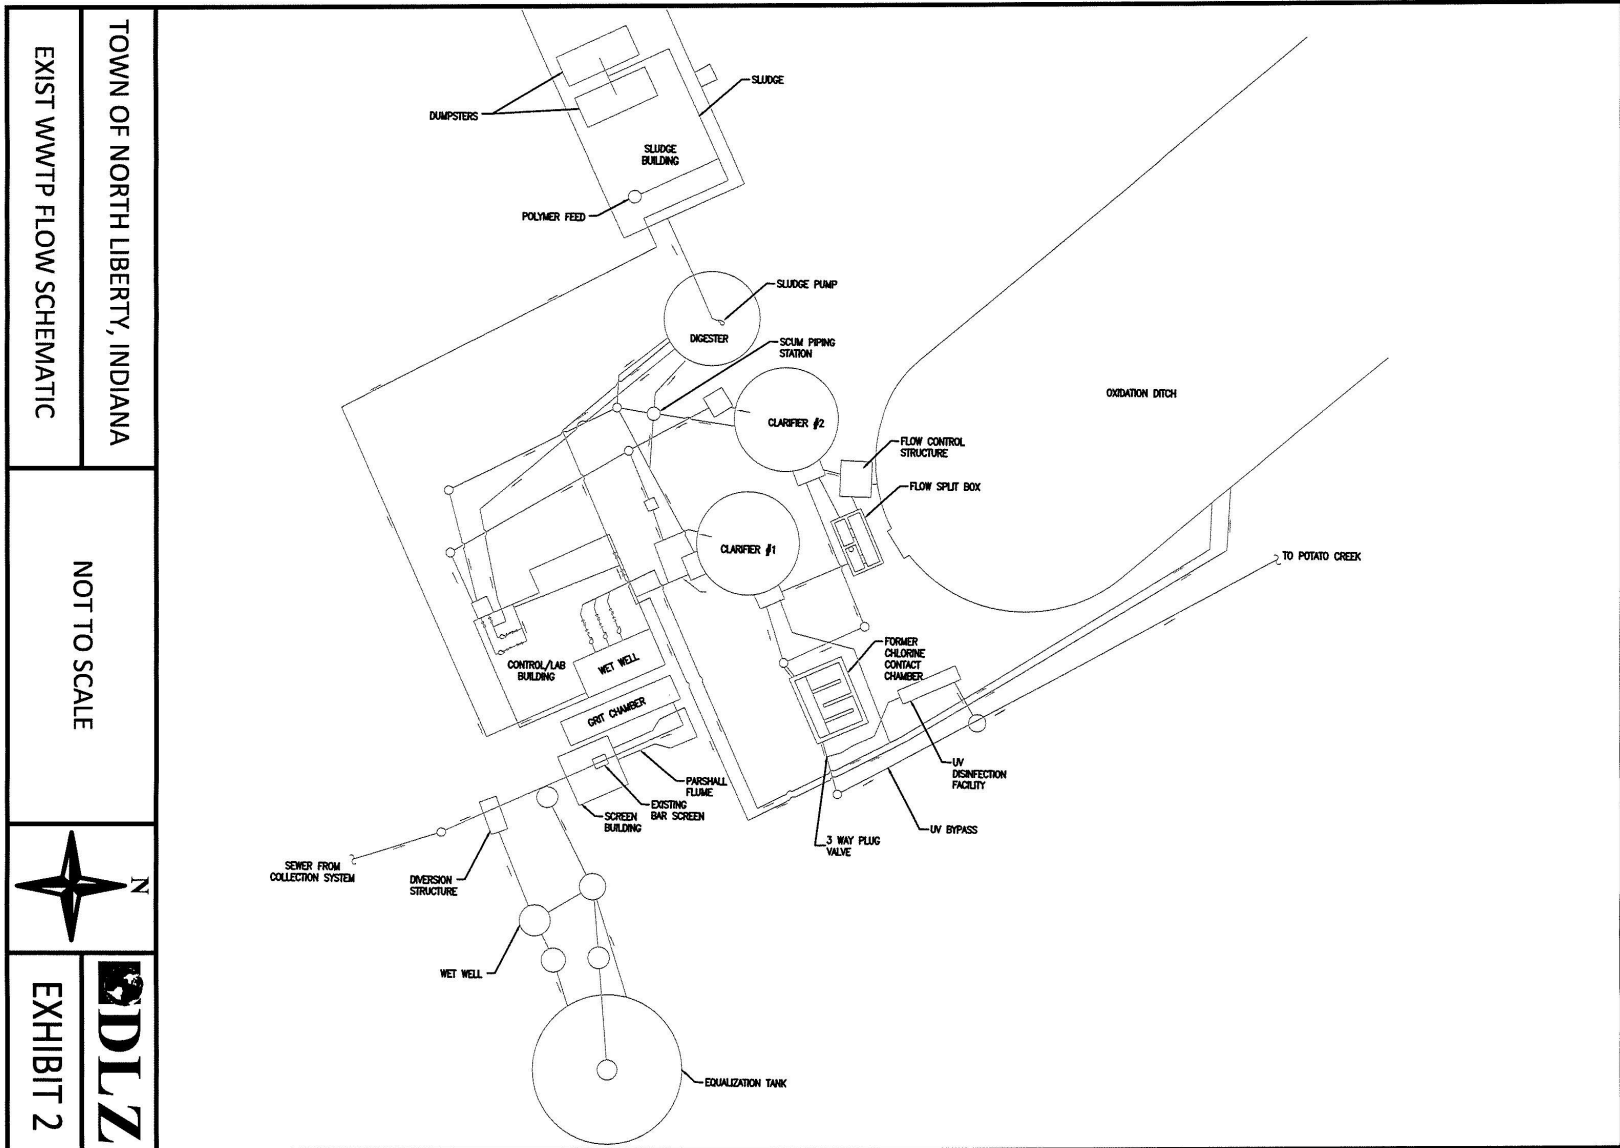 TOWN OF NORTH LIBERTY, INDIANA
EXIST WWTP FLOW SCHEMATIC
NOT TO SCALE
N
DLZ
EXHIBIT 2
DUMPSTERS
SLUDGE
SLUDGE
BUILDING
POLYMER FEED
SLUDGE PUMP
DIGESTER
SCUM PIPING
STATION
CLARIFIER #2
OXIDATION DITCH
FLOW CONTROL
STRUCTURE
FLOW SPLIT BOX
CLARIFIER #1
TO POTATO CREEK
FORMER
CHLORINE
CONTACT
CHAMBER
CONTROL/LAB
BUILDING
WET WELL
GRIT CHAMBER
PARSHALL
FLUME
EXISTING
BAR SCREEN
SCREEN
BUILDING
UV
DISINFECTION
FACILITY
UV BYPASS
3 WAY PLUG
VALVE
SEWER FROM
COLLECTION SYSTEM
DIVERSION
STRUCTURE
WET WELL
EQUALIZATION TANK